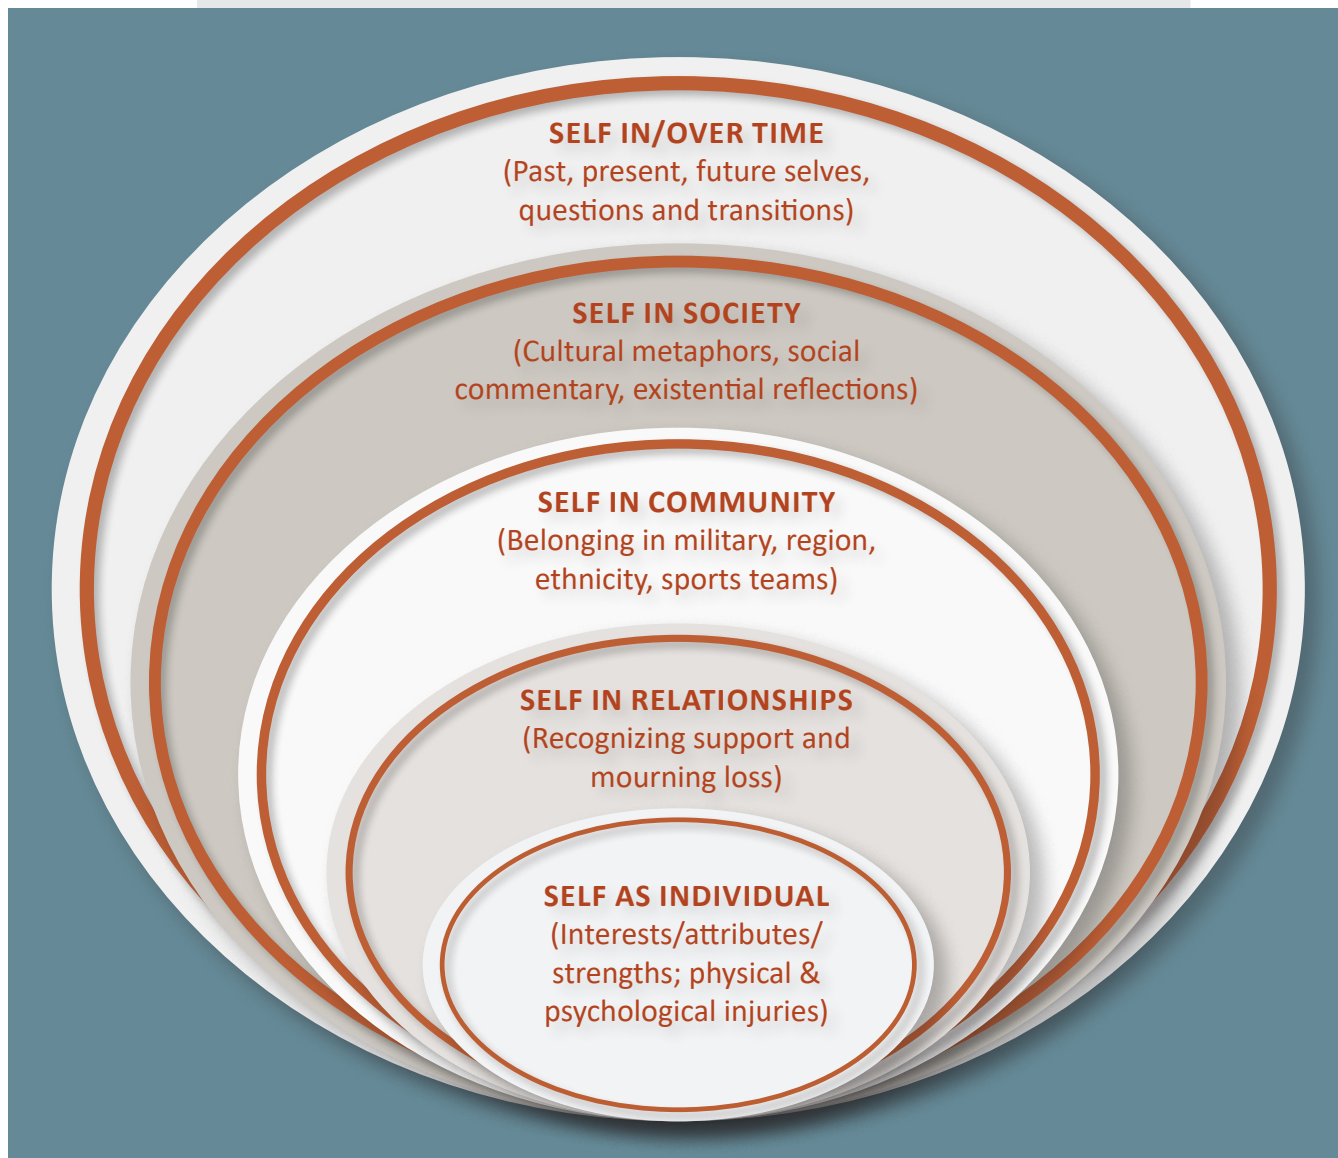 SELF IN/OVER TIME
(Past, present, future selves,
questions and transitions)
SELF IN SOCIETY
(Cultural metaphors, social
commentary, existential reflections)
SELF IN COMMUNITY
(Belonging in military, region,
ethnicity, sports teams)
SELF IN RELATIONSHIPS
(Recognizing support and
mourning loss)
SELF AS INDIVIDUAL
(Interests/attributes/
strengths; physical &
psychological injuries)